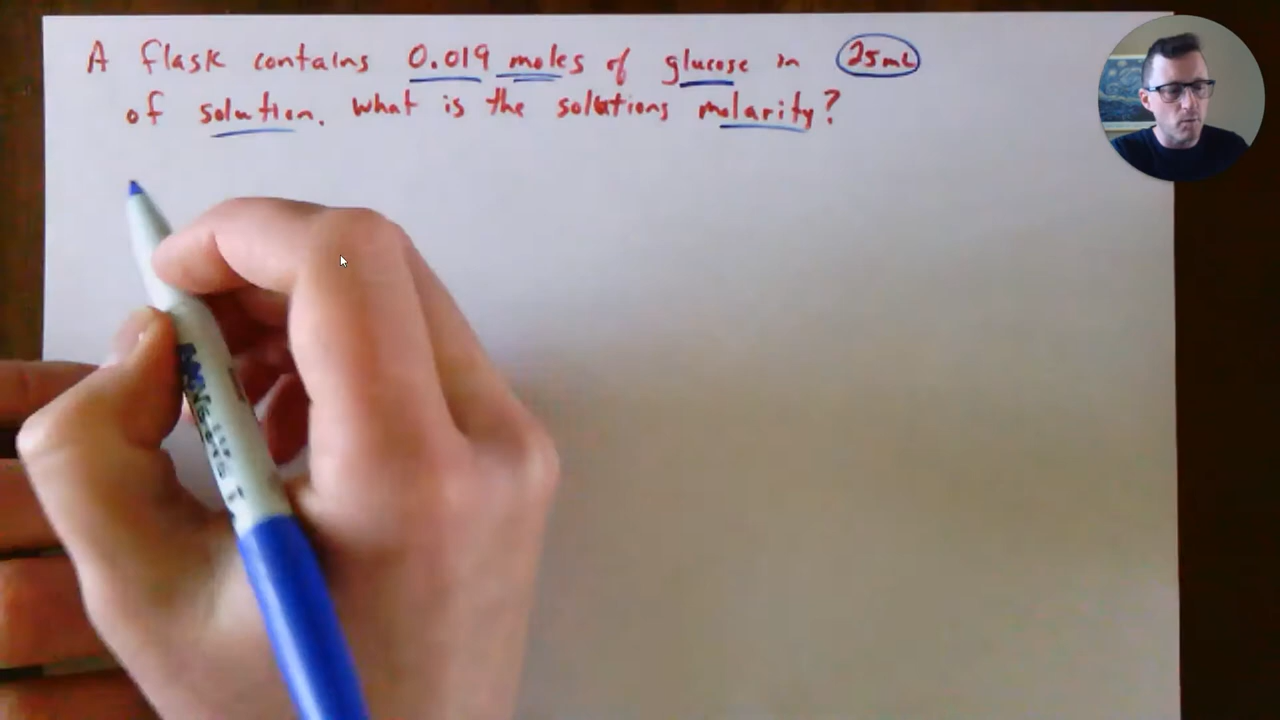 A flask contains 0.019 moles of glucose in 25mL
of solution. what is the solutions molarity?